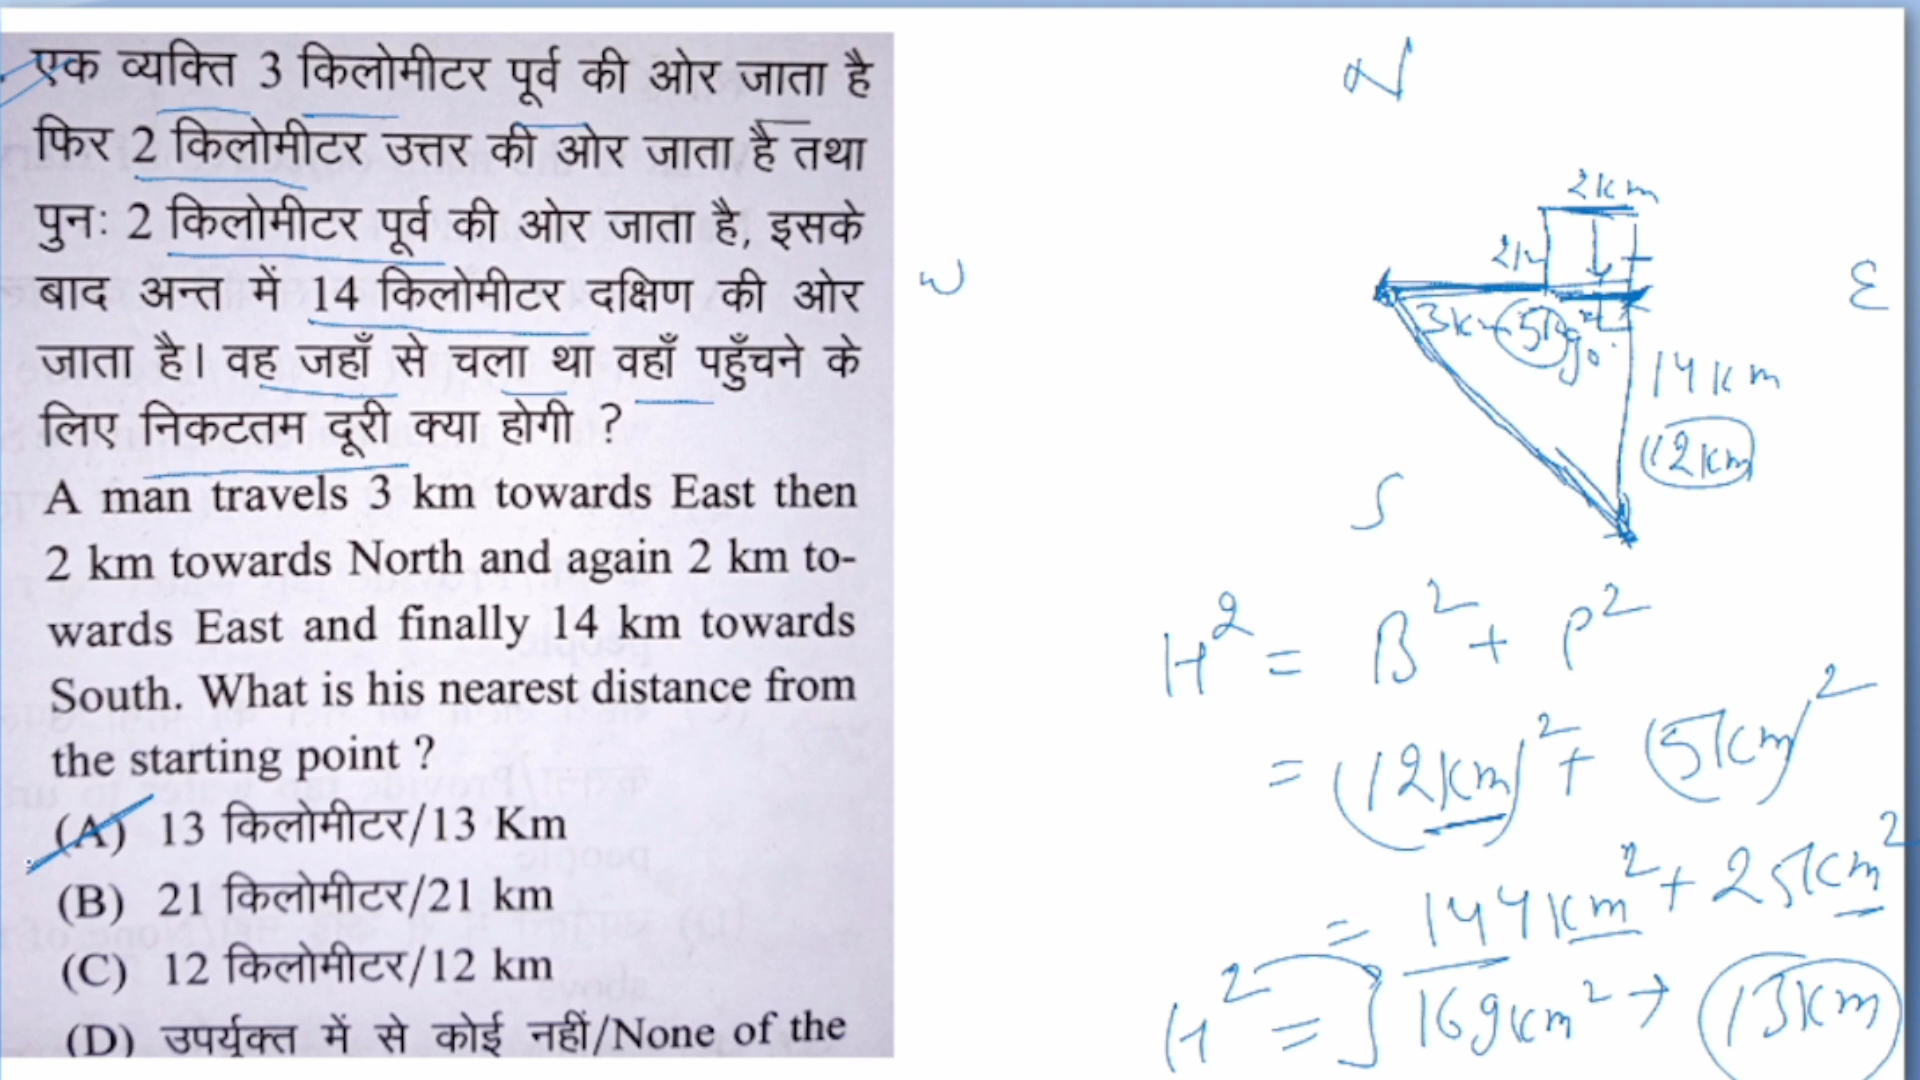 एक व्यक्ति 3 किलोमीटर पूर्व की ओर जाता है
फिर 2 किलोमीटर उत्तर की ओर जाता है तथा
पुनः 2 किलोमीटर पूर्व की ओर जाता है, इसके
बाद अन्त में 14 किलोमीटर दक्षिण की ओर
जाता है। वह जहाँ से चला था वहाँ पहुँचने के
लिए निकटतम दूरी क्या होगी ?
A man travels 3 km towards East then
2 km towards North and again 2 km to-
wards East and finally 14 km towards
South. What is his nearest distance from
the starting point ?
(A) 13 किलोमीटर/13 Km
(B) 21 किलोमीटर/21 km
(C) 12 किलोमीटर/12 km
(D) उपर्युक्त में से कोई नहीं/None of the
N
2km
W
E
3k
14km
12km
S
H² = B² + P²
= (12km)² + (5km)²
= 144km² + 25km²
H² = 169km² → 13km